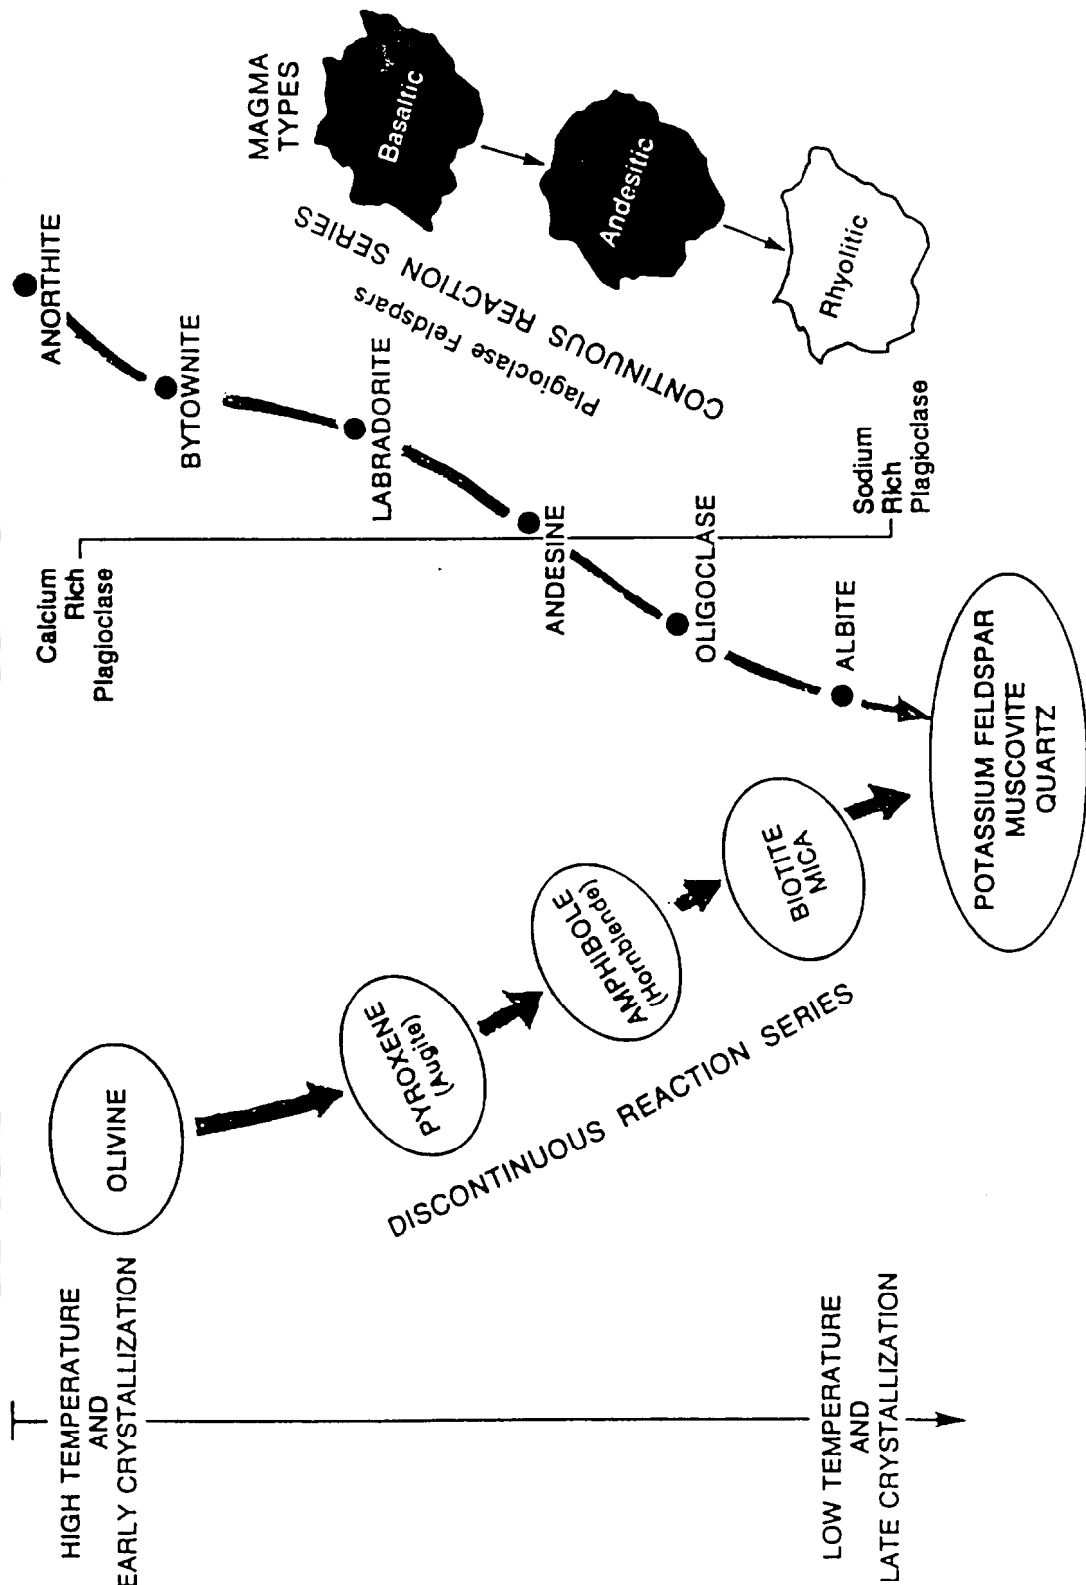 HIGH TEMPERATURE
AND
EARLY CRYSTALLIZATION
LOW TEMPERATURE
AND
LATE CRYSTALLIZATION
OLIVINE
PYROXENE
(Augite)
AMPHIBOLE
(Hornblende)
BIOTITE
MICA
DISCONTINUOUS REACTION SERIES
POTASSIUM FELDSPAR
MUSCOVITE
QUARTZ
Calcium
Rich
Plagioclase
ANORTHITE
BYTOWNITE
LABRADORITE
ANDESINE
OLIGOCLASE
ALBITE
Sodium
Rich
Plagioclase
CONTINUOUS REACTION SERIES
Plagioclase Feldspars
MAGMA
TYPES
Basaltic
Andesitic
Rhyolitic